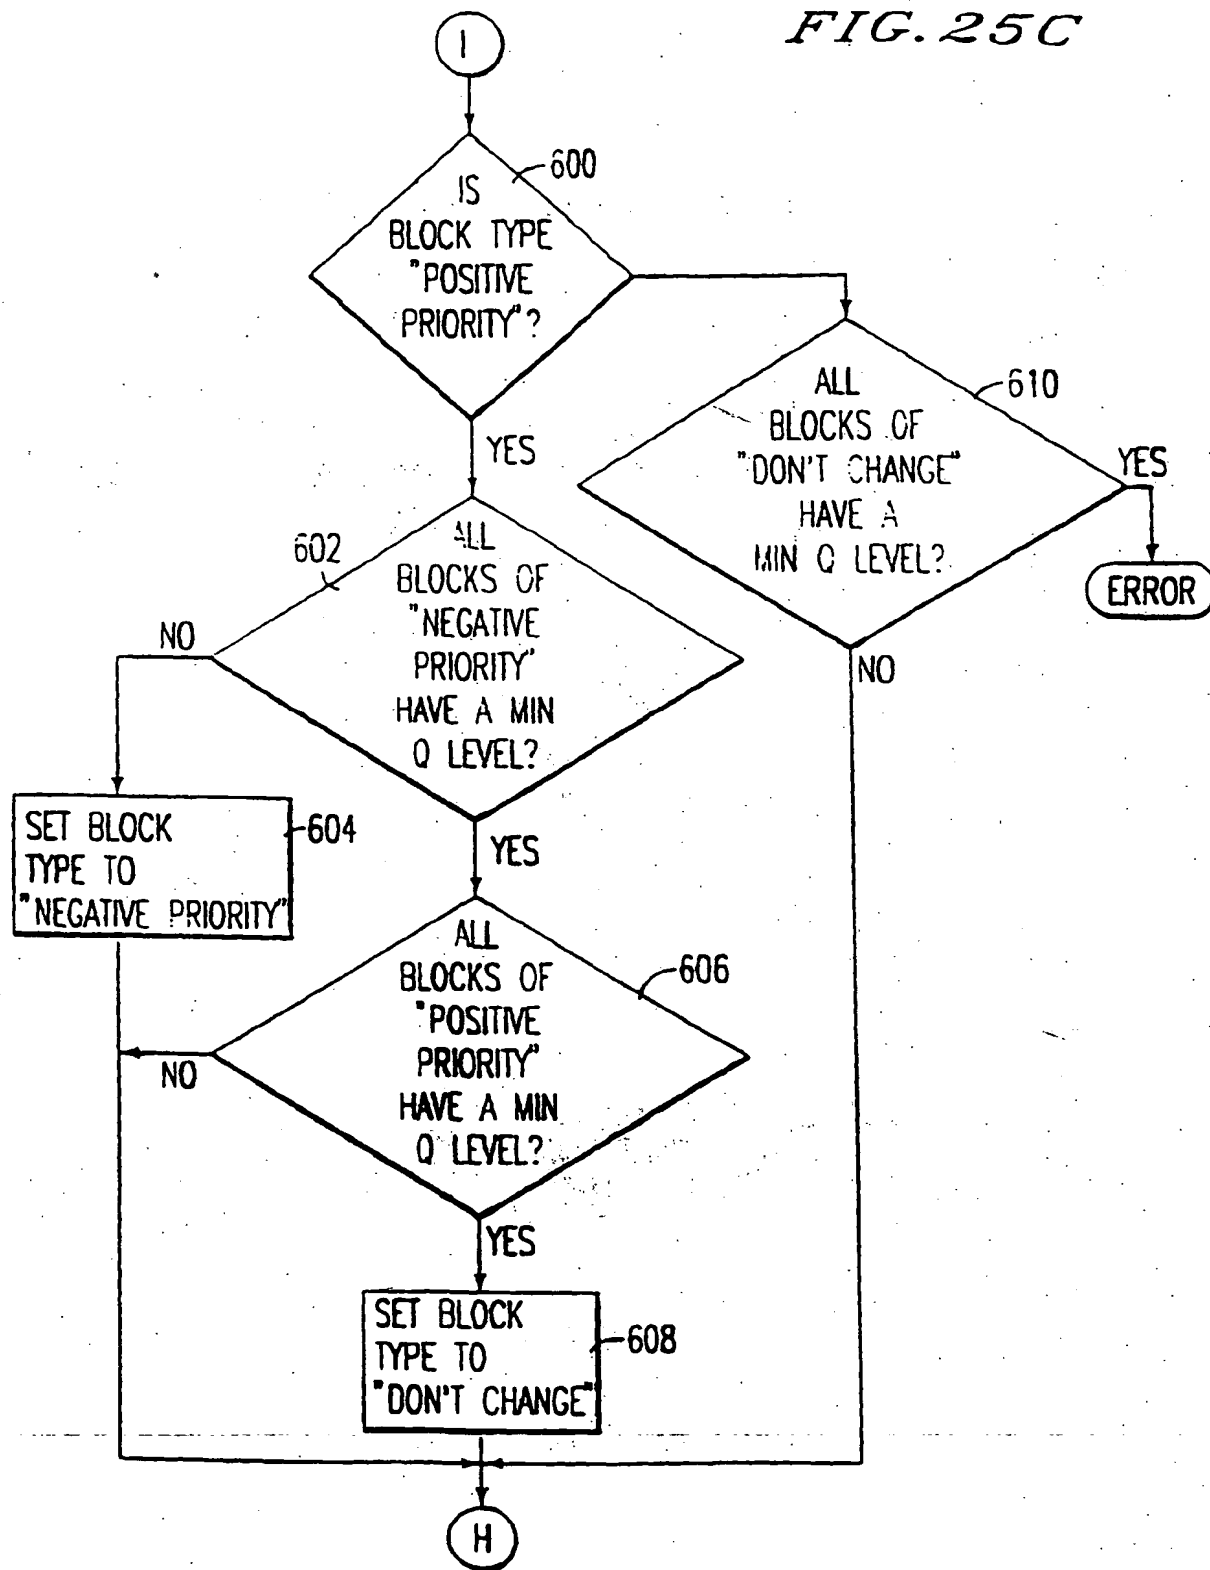 FIG. 25C
I
600
IS
BLOCK TYPE
"POSITIVE
PRIORITY"?
YES
610
ALL
BLOCKS OF
"DON'T CHANGE"
HAVE A
MIN Q LEVEL?
YES
ERROR
NO
602
ALL
BLOCKS OF
"NEGATIVE
PRIORITY"
HAVE A MIN
Q LEVEL?
NO
YES
SET BLOCK
TYPE TO
"NEGATIVE PRIORITY"
604
ALL
BLOCKS OF
"POSITIVE
PRIORITY"
HAVE A MIN
Q LEVEL?
606
NO
YES
SET BLOCK
TYPE TO
"DON'T CHANGE"
608
H